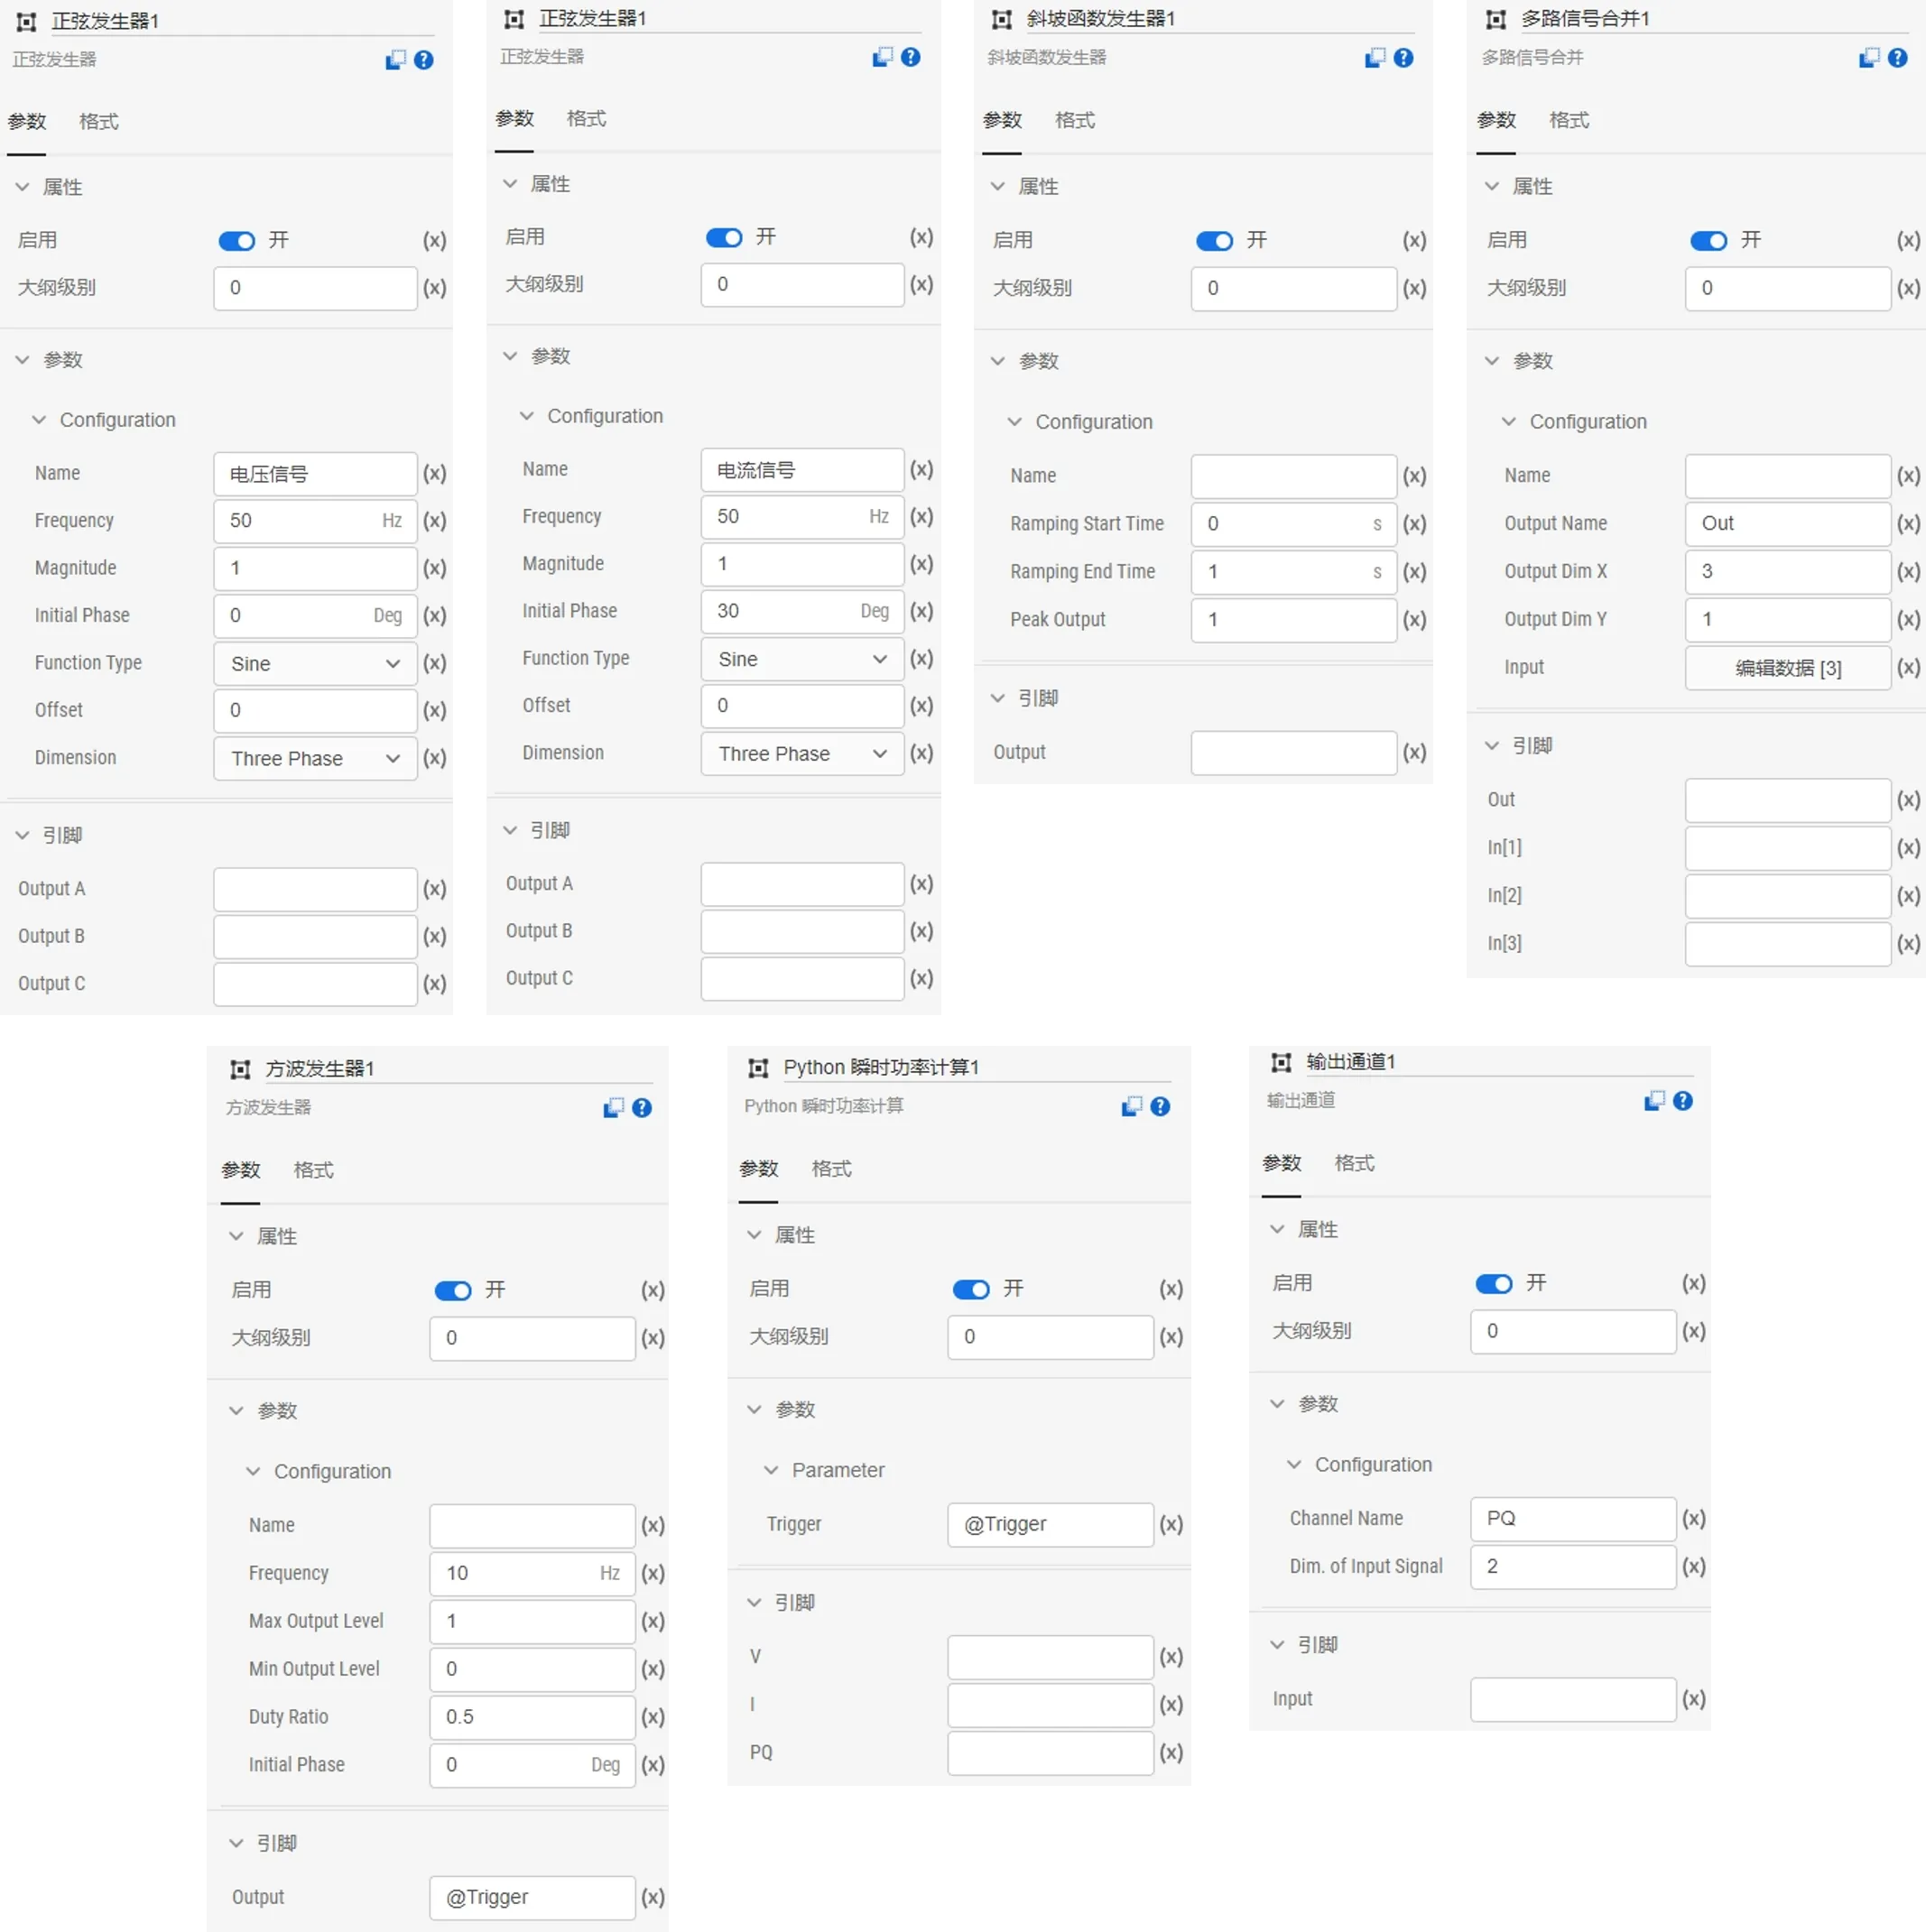 正弦发生器1
正弦发生器
参数 格式
属性
启用 开 (x)
大纲级别 0 (x)
参数
Configuration
Name 电压信号 (x)
Frequency 50 Hz (x)
Magnitude 1 (x)
Initial Phase 0 Deg (x)
Function Type Sine (x)
Offset 0 (x)
Dimension Three Phase (x)
引脚
Output A (x)
Output B (x)
Output C (x)
正弦发生器1
正弦发生器
参数 格式
属性
启用 开 (x)
大纲级别 0 (x)
参数
Configuration
Name 电流信号 (x)
Frequency 50 Hz (x)
Magnitude 1 (x)
Initial Phase 30 Deg (x)
Function Type Sine (x)
Offset 0 (x)
Dimension Three Phase (x)
引脚
Output A (x)
Output B (x)
Output C (x)
斜坡函数发生器1
斜坡函数发生器
参数 格式
属性
启用 开 (x)
大纲级别 0 (x)
参数
Configuration
Name (x)
Ramping Start Time 0 s (x)
Ramping End Time 1 s (x)
Peak Output 1 (x)
引脚
Output (x)
多路信号合并1
多路信号合并
参数 格式
属性
启用 开 (x)
大纲级别 0 (x)
参数
Configuration
Name (x)
Output Name Out (x)
Output Dim X 3 (x)
Output Dim Y 1 (x)
Input 编辑数据 [3] (x)
引脚
Out (x)
In[1] (x)
In[2] (x)
In[3] (x)
方波发生器1
方波发生器
参数 格式
属性
启用 开 (x)
大纲级别 0 (x)
参数
Configuration
Name (x)
Frequency 10 Hz (x)
Max Output Level 1 (x)
Min Output Level 0 (x)
Duty Ratio 0.5 (x)
Initial Phase 0 Deg (x)
引脚
Output @Trigger (x)
Python 瞬时功率计算1
Python 瞬时功率计算
参数 格式
属性
启用 开 (x)
大纲级别 0 (x)
参数
Parameter
Trigger @Trigger (x)
引脚
V (x)
I (x)
PQ (x)
输出通道1
输出通道
参数 格式
属性
启用 开 (x)
大纲级别 0 (x)
参数
Configuration
Channel Name PQ (x)
Dim. of Input Signal 2 (x)
引脚
Input (x)